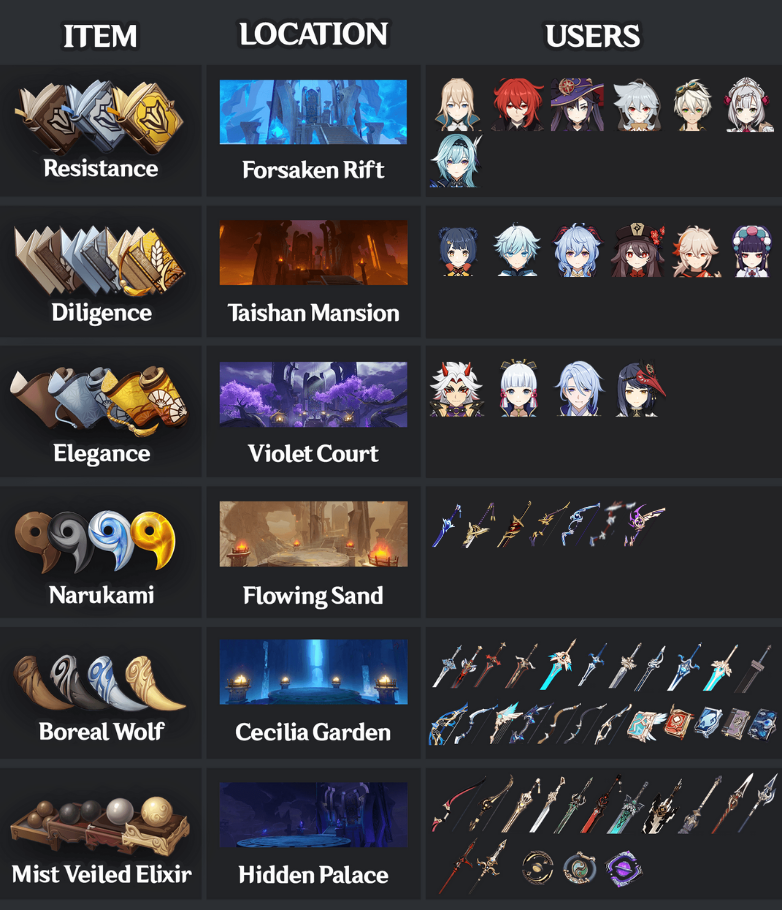 ITEM LOCATION USERS
Resistance Forsaken Rift
Diligence Taishan Mansion
Elegance Violet Court
Narukami Flowing Sand
Boreal Wolf Cecilia Garden
Mist Veiled Elixir Hidden Palace